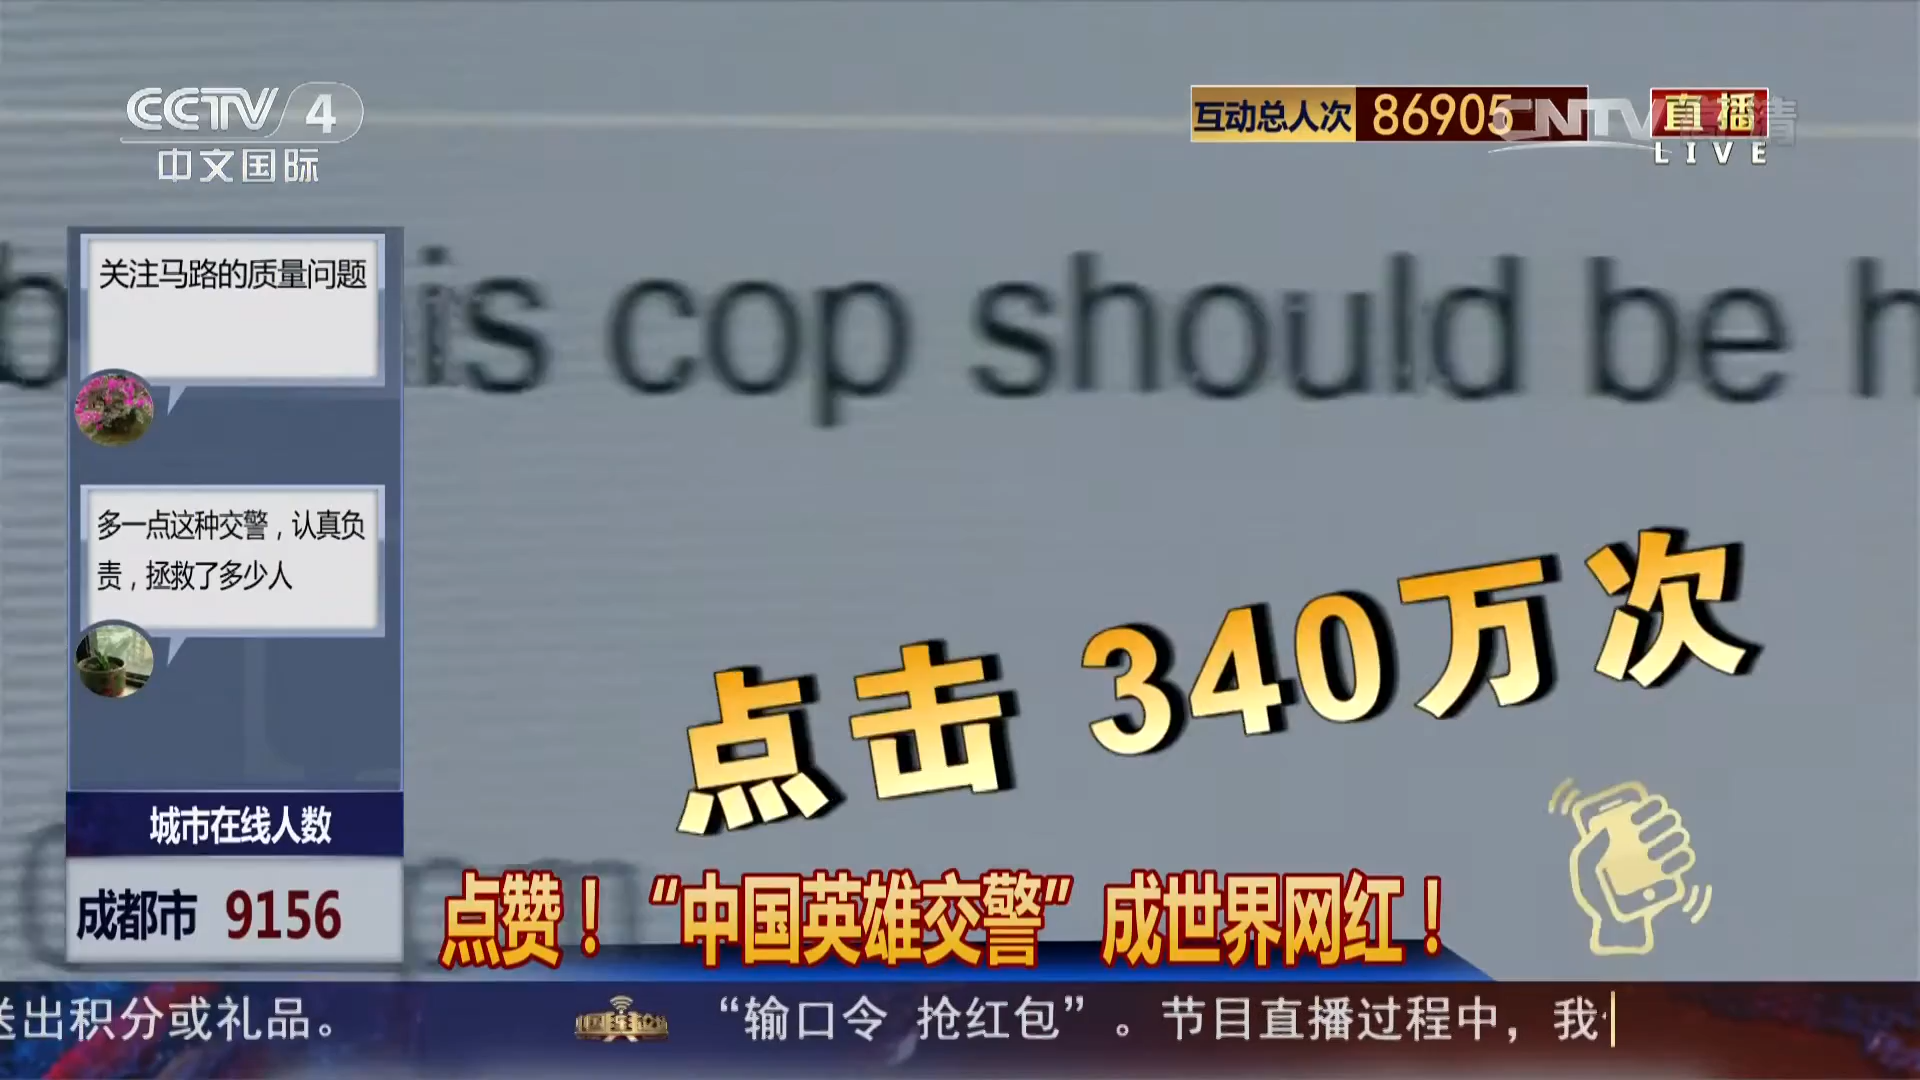 CCTV 4
中文国际
互动总人次 86905
CNTV
直播
LIVE
关注马路的质量问题
is cop should be h
多一点这种交警，认真负
责，拯救了多少人
点击 340万次
城市在线人数
成都市 9156
点赞！“中国英雄交警”成世界网红！
送出积分或礼品。 “输口令 抢红包”。节目直播过程中，我